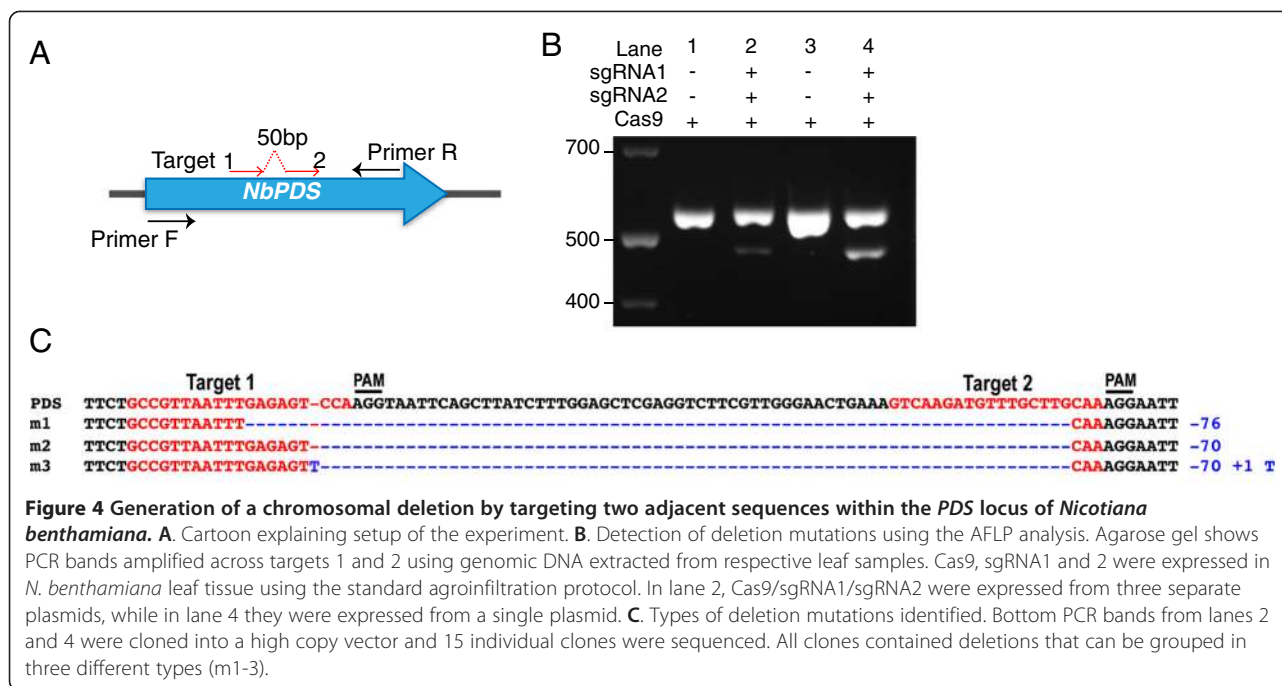 A
50bp
Target 1
2
Primer R
NbPDS
Primer F
B
Lane 1 2 3 4
sgRNA1 - + - +
sgRNA2 - + - +
Cas9 + + + +
700
500
400
C
Target 1 PAM Target 2 PAM
PDS TTCTGCCGTTAATTTGAGAGT-CCAAGGTAATTCAGCTTATCTTTGGAGCTCGAGGTCTTCGTTGGGAACTGAAAGTCAAGATGTTTGCTTGCAAAGGAATT
m1 TTCTGCCGTTAATTT----------------------------------------------------------------------------CAAAGGAATT -76
m2 TTCTGCCGTTAATTTGAGAGT-----------------------------------------------------------------------CAAAGGAATT -70
m3 TTCTGCCGTTAATTTGAGAGTT----------------------------------------------------------------------CAAAGGAATT -70 +1 T
Figure 4 Generation of a chromosomal deletion by targeting two adjacent sequences within the PDS locus of Nicotiana
benthamiana. A. Cartoon explaining setup of the experiment. B. Detection of deletion mutations using the AFLP analysis. Agarose gel shows
PCR bands amplified across targets 1 and 2 using genomic DNA extracted from respective leaf samples. Cas9, sgRNA1 and 2 were expressed in
N. benthamiana leaf tissue using the standard agroinfiltration protocol. In lane 2, Cas9/sgRNA1/sgRNA2 were expressed from three separate
plasmids, while in lane 4 they were expressed from a single plasmid. C. Types of deletion mutations identified. Bottom PCR bands from lanes 2
and 4 were cloned into a high copy vector and 15 individual clones were sequenced. All clones contained deletions that can be grouped in
three different types (m1-3).